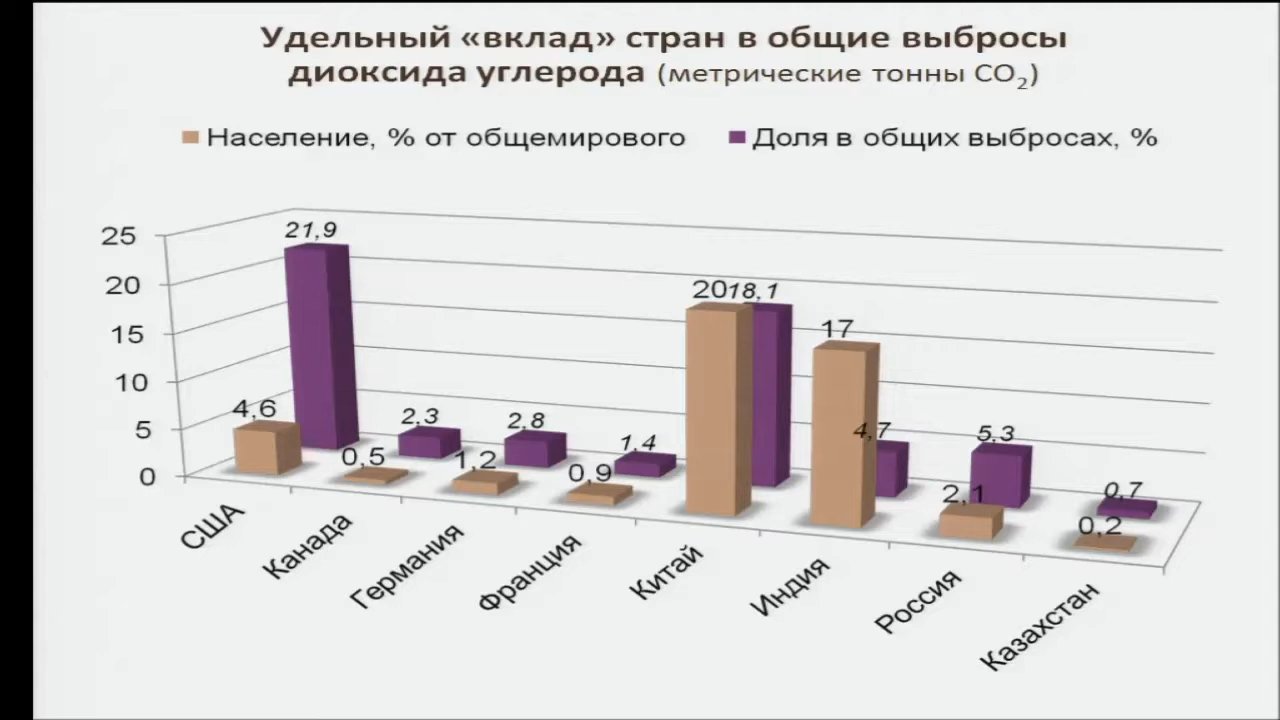 Удельный «вклад» стран в общие выбросы
диоксида углерода (метрические тонны CO₂)
Население, % от общемирового
Доля в общих выбросах, %
25
20
15
10
5
0
21,9
4,6
2,3
0,5
2,8
1,2
1,4
0,9
20
18,1
17
4,7
5,3
2,1
0,7
0,2
США
Канада
Германия
Франция
Китай
Индия
Россия
Казахстан